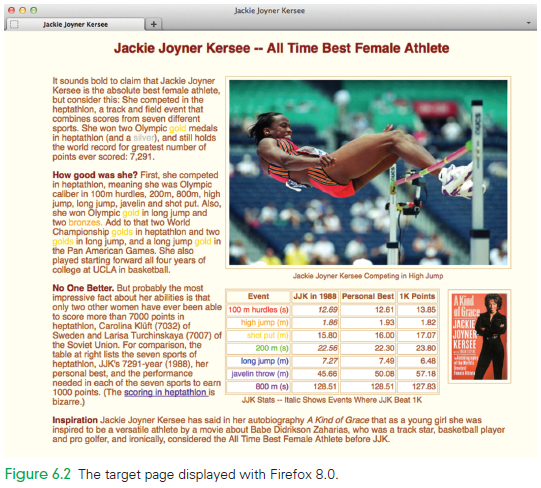 Jackie Joyner Kersee
Jackie Joyner Kersee
+
Jackie Joyner Kersee -- All Time Best Female Athlete
It sounds bold to claim that Jackie Joyner
Kersee is the absolute best female athlete,
but consider this: She competed in the
heptathlon, a track and field event that
combines scores from seven different
sports. She won two Olympic gold medals
in heptathlon (and a silver), and still holds
the world record for greatest number of
points ever scored: 7,291.
How good was she? First, she competed
in heptathlon, meaning she was Olympic
caliber in 100m hurdles, 200m, 800m, high
jump, long jump, javelin and shot put. Also,
she won Olympic gold in long jump and
two bronzes. Add to that two World
Championship golds in heptathlon and two
golds in long jump, and a long jump gold in
the Pan American Games. She also
played starting forward all four years of
college at UCLA in basketball.
Jackie Joyner Kersee Competing in High Jump
No One Better. But probably the most
impressive fact about her abilities is that
only two other women have ever been able
to score more than 7000 points in
heptathlon, Carolina Klüft (7032) of
Sweden and Larisa Turchinskaya (7007) of
the Soviet Union. For comparison, the
table at right lists the seven sports of
heptathlon, JJK's 7291-year (1988), her
personal best, and the performance
needed in each of the seven sports to earn
1000 points. (The scoring in heptathlon is
bizarre.)
Event JJK in 1988 Personal Best 1K Points
100 m hurdles (s) 12.69 12.61 13.85
high jump (m) 1.86 1.93 1.82
shot put (m) 15.80 16.00 17.07
200 m (s) 22.56 22.30 23.80
long jump (m) 7.27 7.49 6.48
javelin throw (m) 45.66 50.08 57.18
800 m (s) 128.51 128.51 127.83
JJK Stats -- Italic Shows Events Where JJK Beat 1K
A Kind
of Grace
JACKIE
JOYNER
KERSEE
Inspiration Jackie Joyner Kersee has said in her autobiography A Kind of Grace that as a young girl she was
inspired to be a versatile athlete by a movie about Babe Didrikson Zaharias, who was a track star, basketball player
and pro golfer, and ironically, considered the All Time Best Female Athlete before JJK.
Figure 6.2 The target page displayed with Firefox 8.0.